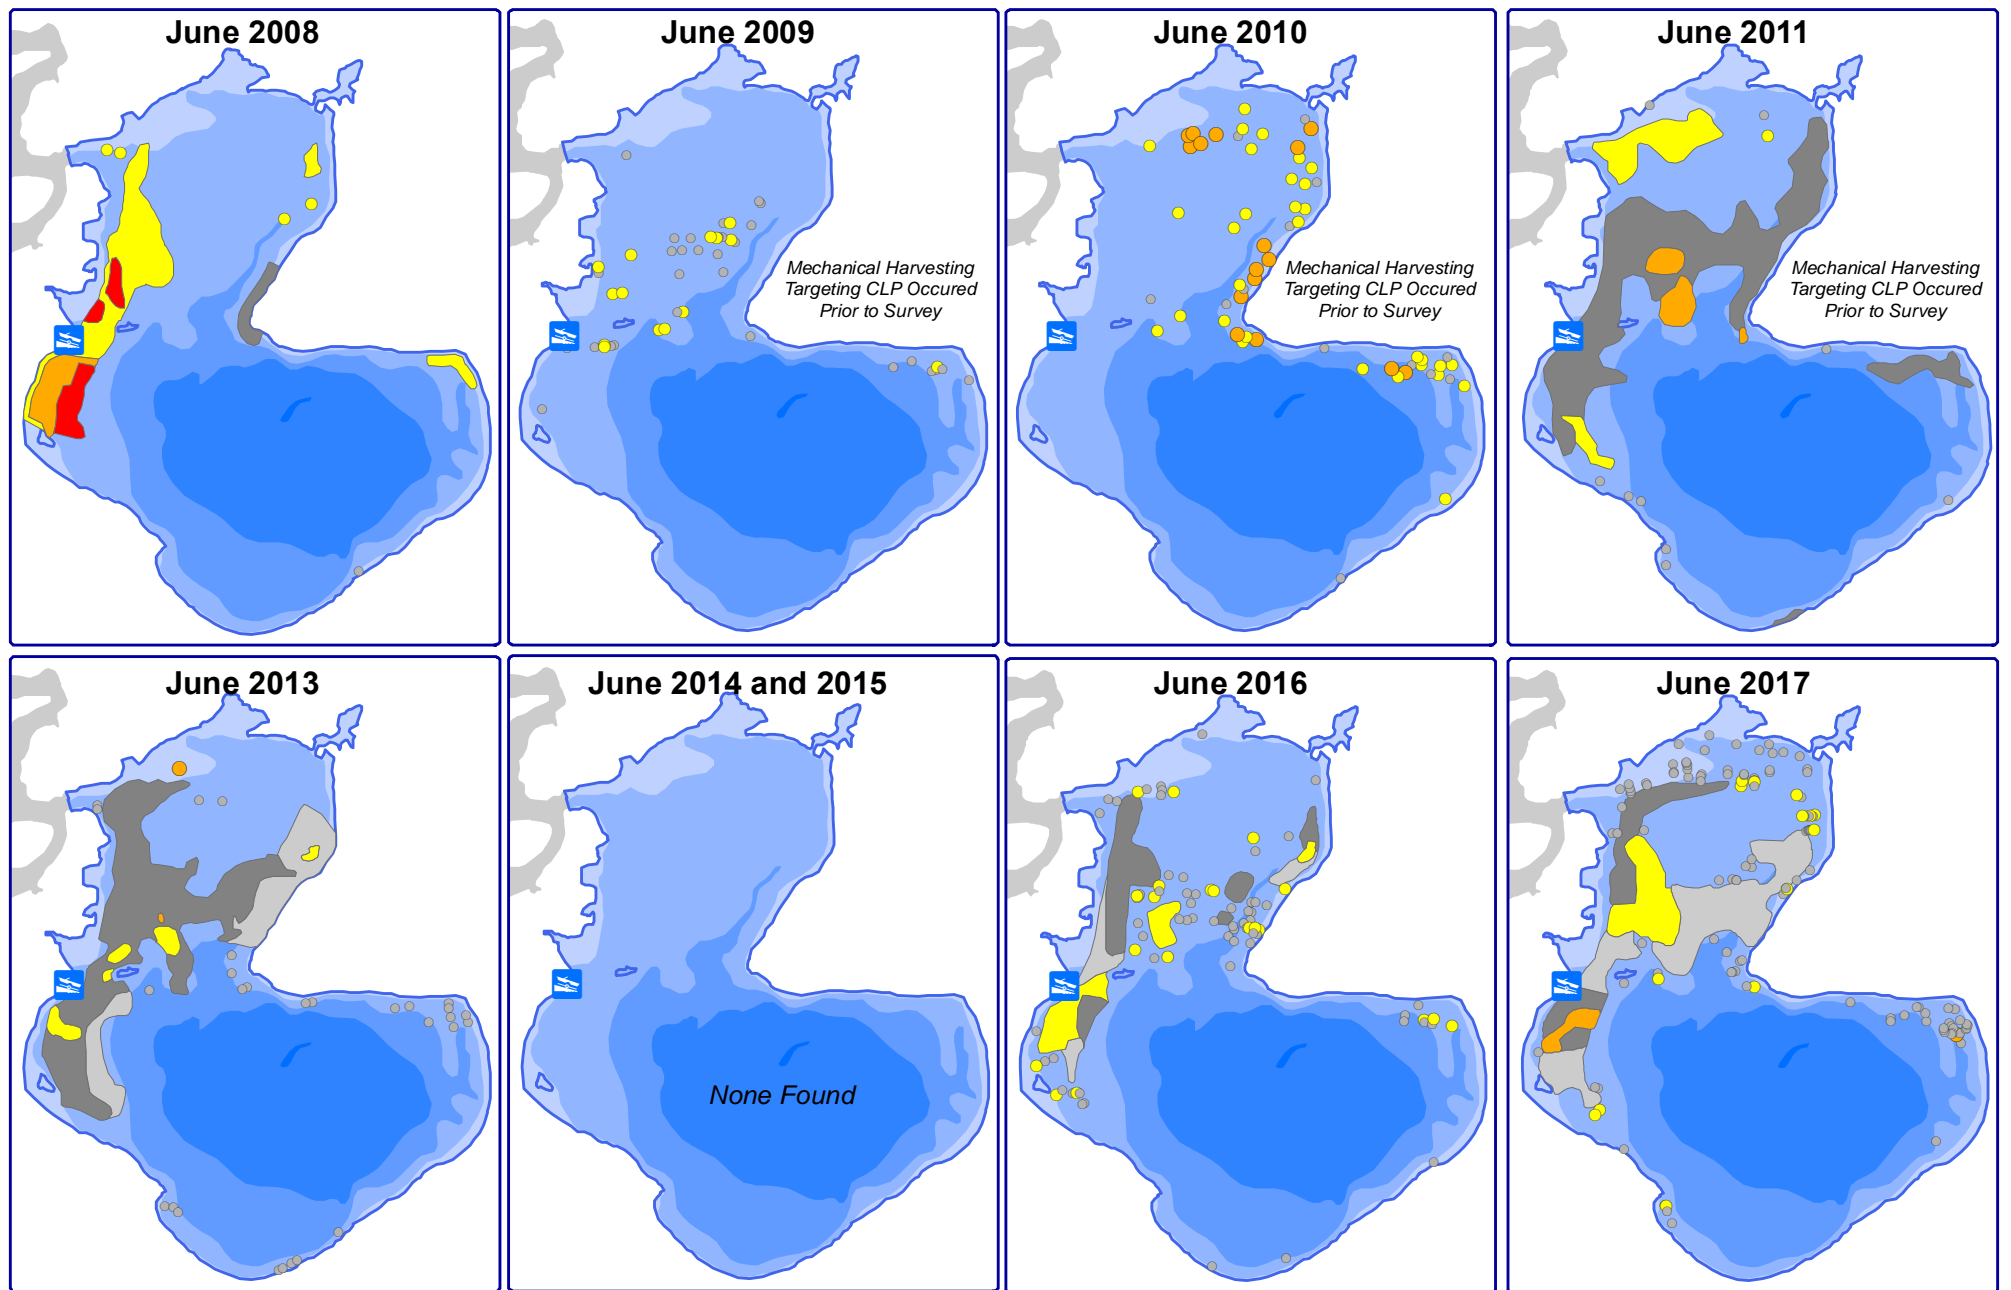 June 2008
June 2009
Mechanical Harvesting
Targeting CLP Occured
Prior to Survey
June 2010
Mechanical Harvesting
Targeting CLP Occured
Prior to Survey
June 2011
Mechanical Harvesting
Targeting CLP Occured
Prior to Survey
June 2013
June 2014 and 2015
None Found
June 2016
June 2017